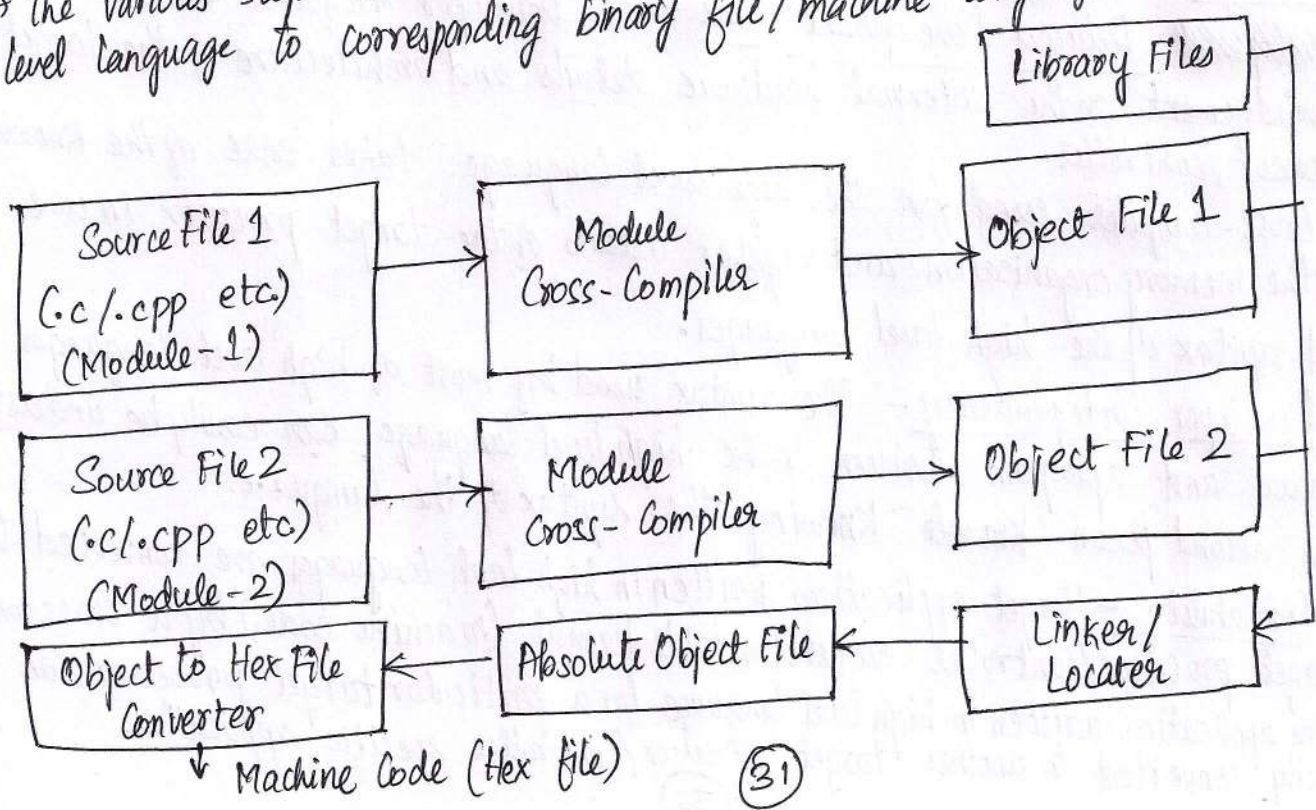 the various
level language to corresponding binary file/machine
Library Files
Source File 1
(.c/.cpp etc.)
(Module-1)
Module
Cross-Compiler
Object File 1
Source File 2
(.c/.cpp etc.)
(Module-2)
Module
Cross-Compiler
Object File 2
Object to Hex File
Converter
Absolute Object File
Linker/
Locater
Machine Code (Hex file)
31